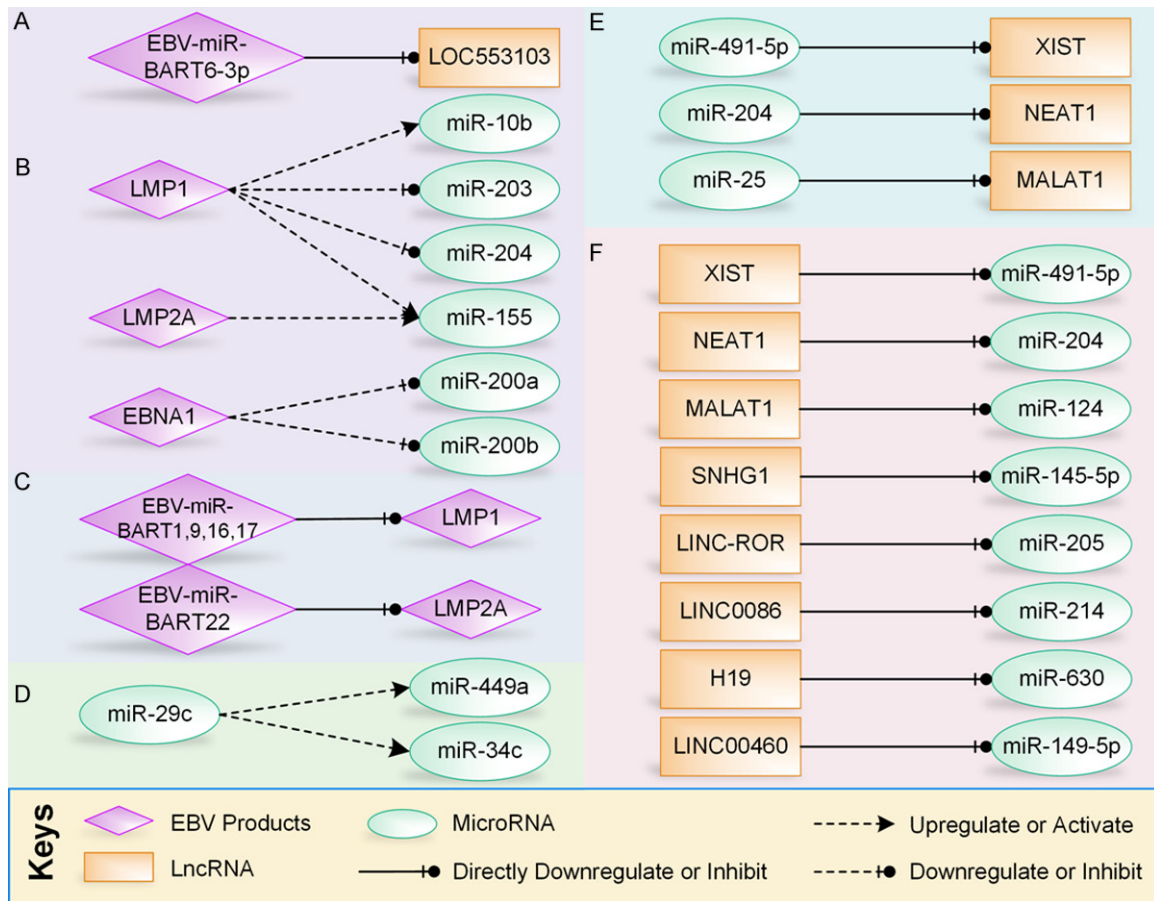 A
EBV-miR-
BART6-3p
LOC553103
B
LMP1
miR-10b
miR-203
miR-204
LMP2A
miR-155
EBNA1
miR-200a
miR-200b
C
EBV-miR-
BART1,9,16,17
LMP1
EBV-miR-
BART22
LMP2A
D
miR-29c
miR-449a
miR-34c
E
miR-491-5p
XIST
miR-204
NEAT1
miR-25
MALAT1
F
XIST
miR-491-5p
NEAT1
miR-204
MALAT1
miR-124
SNHG1
miR-145-5p
LINC-ROR
miR-205
LINC0086
miR-214
H19
miR-630
LINC00460
miR-149-5p
Keys
EBV Products
MicroRNA
Upregulate or Activate
LncRNA
Directly Downregulate or Inhibit
Downregulate or Inhibit